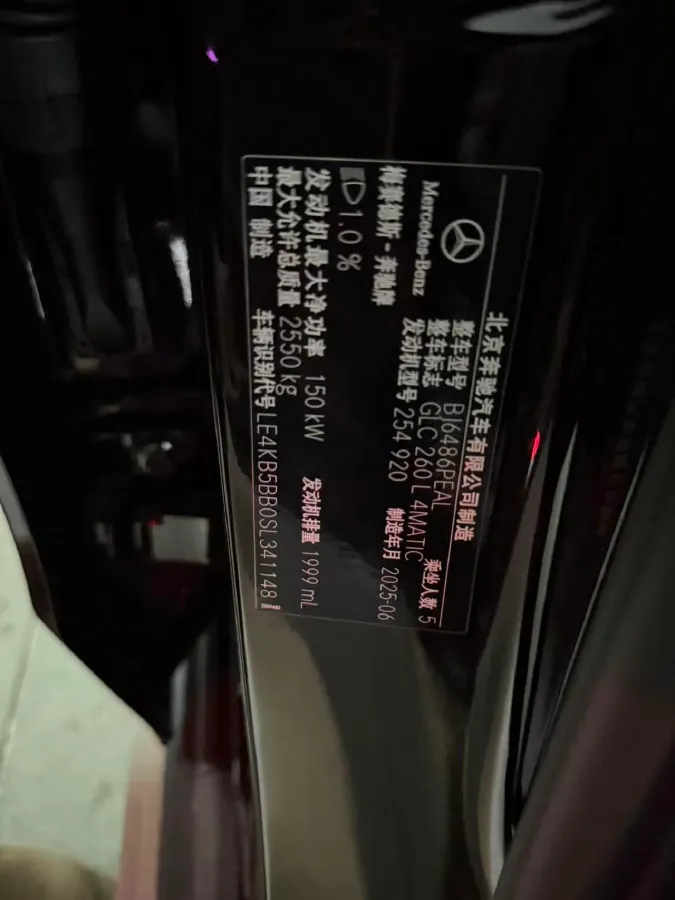 北京奔驰汽车有限公司制造
Mercedes-Benz
梅赛德斯-奔驰牌
整车型号 BJ6486PEAL
整车标志 GLC 260 L 4MATIC 乘坐人数 5
发动机型号 254 920 制造年月 2025-06
1.0 %
发动机最大净功率 150 kW 发动机排量 1999 mL
最大允许总质量 2550 kg
中国 制造 车辆识别代号 LE4KB5BB0SL341148